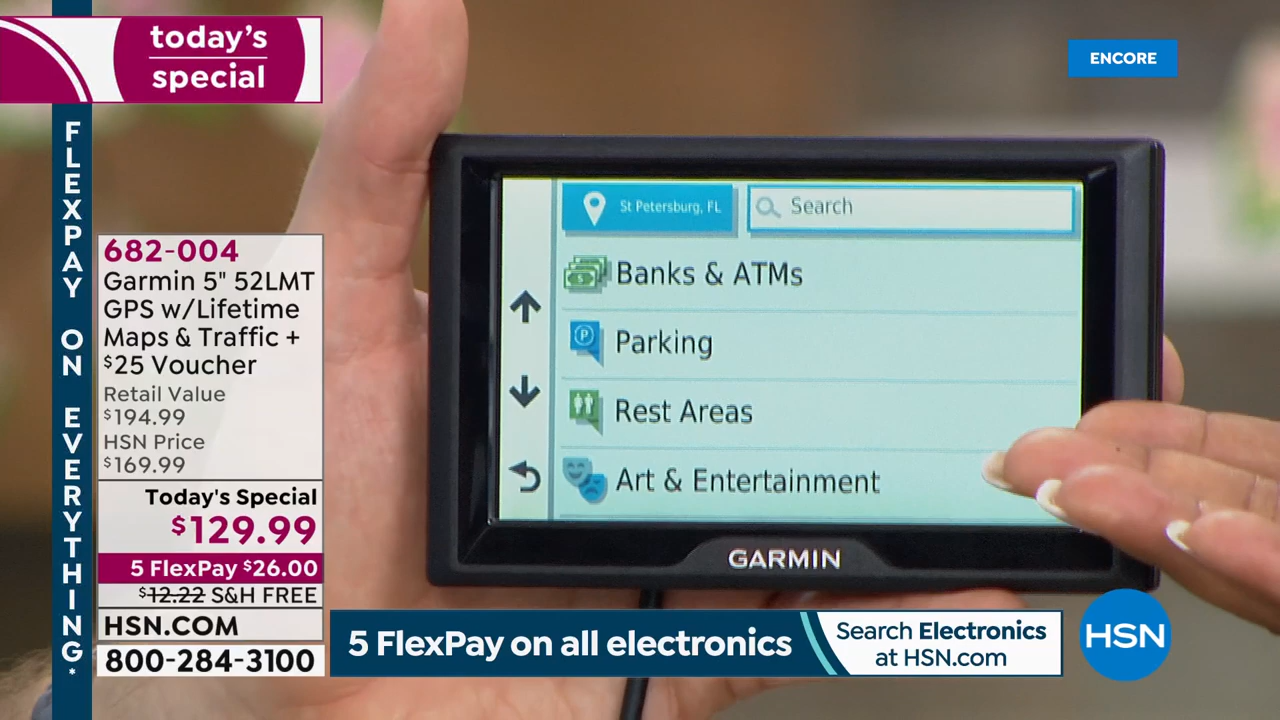 today's
special
ENCORE
FLEXPAY ON EVERYTHING*
682-004
Garmin 5" 52LMT
GPS w/Lifetime
Maps & Traffic +
$25 Voucher
Retail Value
$194.99
HSN Price
$169.99
Today's Special
$129.99
5 FlexPay $26.00
$12.22 S&H FREE
HSN.COM
800-284-3100
St Petersburg, FL
Search
Banks & ATMs
P
Parking
Rest Areas
Art & Entertainment
GARMIN
5 FlexPay on all electronics
Search Electronics
at HSN.com
HSN